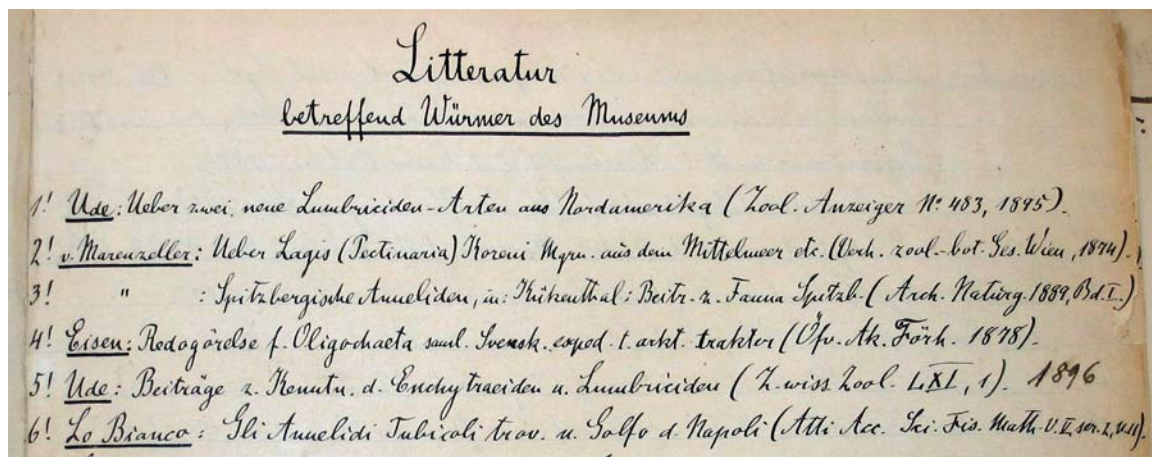 Litteratur
betreffend Würmer des Museums
1! Ude: Ueber zwei neue Lumbriciden-Arten aus Nordamerika (Zool. Anzeiger No. 483, 1895).
2! v. Marenzeller: Ueber Lagis (Pectinaria) Koreni Mgrn. aus dem Mittelmeer etc. (Verh. zool.-bot. Ges. Wien, 1874).
3! " : Spitzbergische Anneliden, in: Kükenthal: Beitr. z. Fauna Spitzb. (Arch. Naturg. 1889, Bd. I.)
4! Eisen: Redogörelse f. Oligochaeta saml. Svensk. exped. t. arkt. trakter (Öfv. Ak. Förh. 1878).
5! Ude: Beiträge z. Kenntn. d. Enchytraeiden u. Lumbriciden (Z. wiss Zool. LXI, 1). 1896
6! Lo Bianco: Gli Annelidi Tubicoli trov. n. Golfo d. Napoli (Atti Acc. Sci. Fis. Math. V. V, ser. 2,